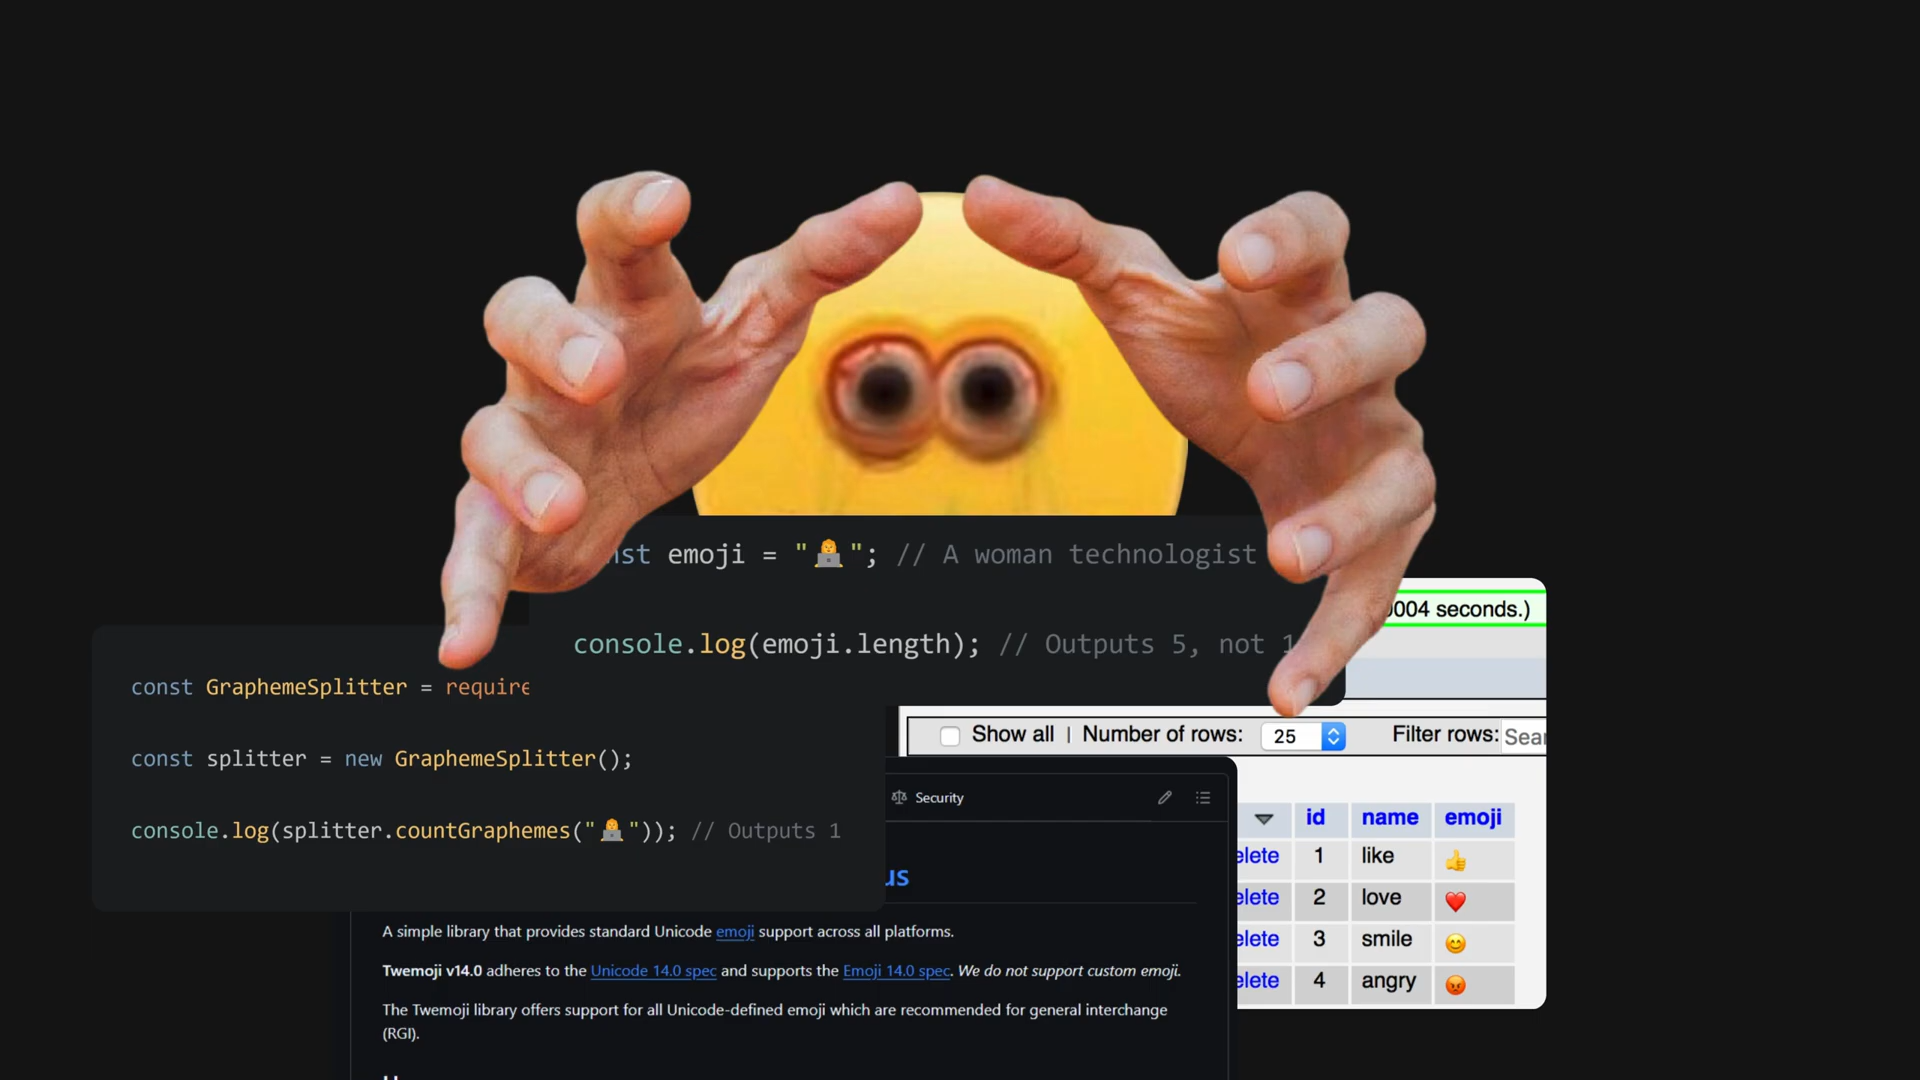 emoji = "👩‍💻"; // A woman technologist
console.log(emoji.length); // Outputs 5, not 1
const GraphemeSplitter = require
const splitter = new GraphemeSplitter();
console.log(splitter.countGraphemes("👩‍💻")); // Outputs 1
004 seconds.)
Show all | Number of rows: 25 Filter rows: Sear
id name emoji
elete 1 like 👍
elete 2 love ❤️
elete 3 smile 😊
elete 4 angry 😡
Security
us
A simple library that provides standard Unicode emoji support across all platforms.
Twemoji v14.0 adheres to the Unicode 14.0 spec and supports the Emoji 14.0 spec. We do not support custom emoji.
The Twemoji library offers support for all Unicode-defined emoji which are recommended for general interchange
(RGI).